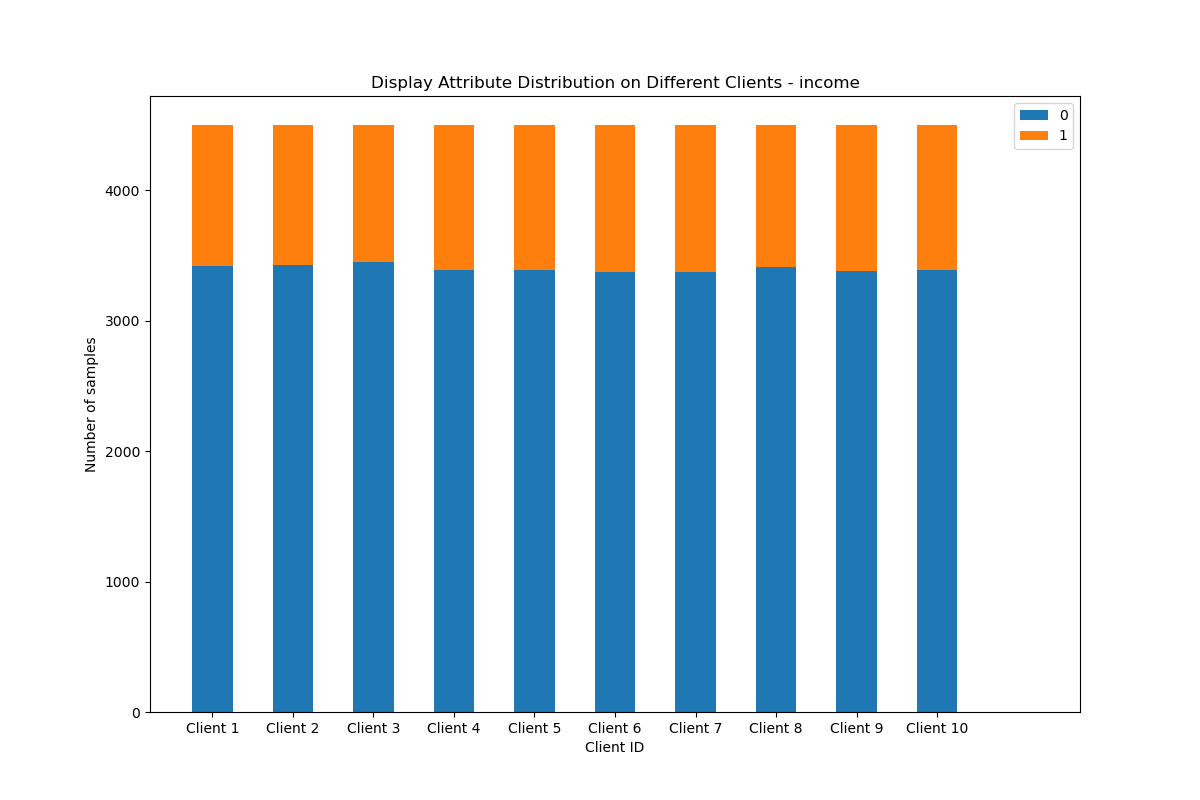 Display Attribute Distribution on Different Clients - income
0
1
4000
3000
2000
1000
0
Number of samples
Client 1 Client 2 Client 3 Client 4 Client 5 Client 6 Client 7 Client 8 Client 9 Client 10
Client ID